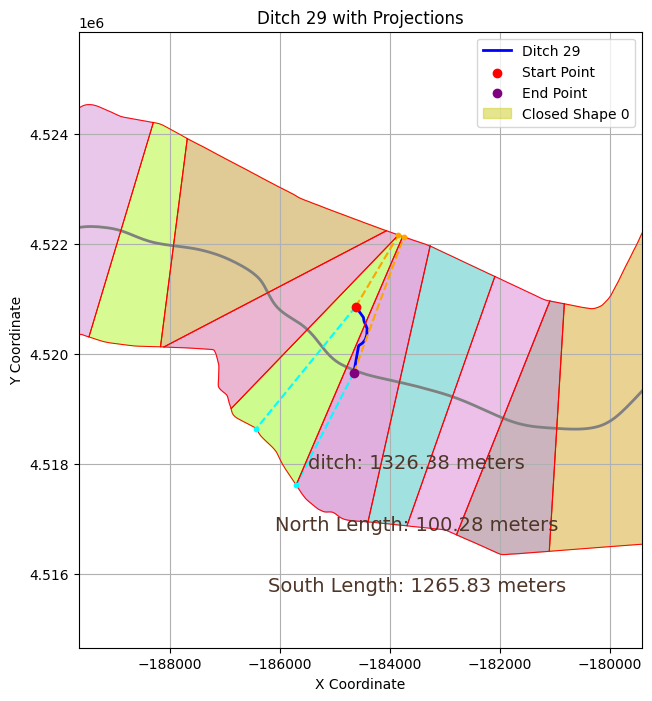 Ditch 29 with Projections
1e6
Ditch 29
Start Point
End Point
Closed Shape 0
4.524
4.522
4.520
4.518
4.516
Y Coordinate
ditch: 1326.38 meters
North Length: 100.28 meters
South Length: 1265.83 meters
−188000 −186000 −184000 −182000 −180000
X Coordinate